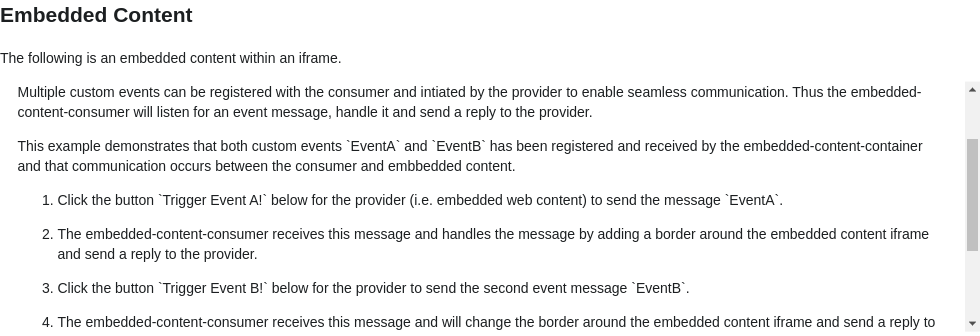 Embedded Content
The following is an embedded content within an iframe.
Multiple custom events can be registered with the consumer and intiated by the provider to enable seamless communication. Thus the embedded-
content-consumer will listen for an event message, handle it and send a reply to the provider.
This example demonstrates that both custom events `EventA` and `EventB` has been registered and received by the embedded-content-container
and that communication occurs between the consumer and embbedded content.
1. Click the button `Trigger Event A!` below for the provider (i.e. embedded web content) to send the message `EventA`.
2. The embedded-content-consumer receives this message and handles the message by adding a border around the embedded content iframe
and send a reply to the provider.
3. Click the button `Trigger Event B!` below for the provider to send the second event message `EventB`.
4. The embedded-content-consumer receives this message and will change the border around the embedded content iframe and send a reply to